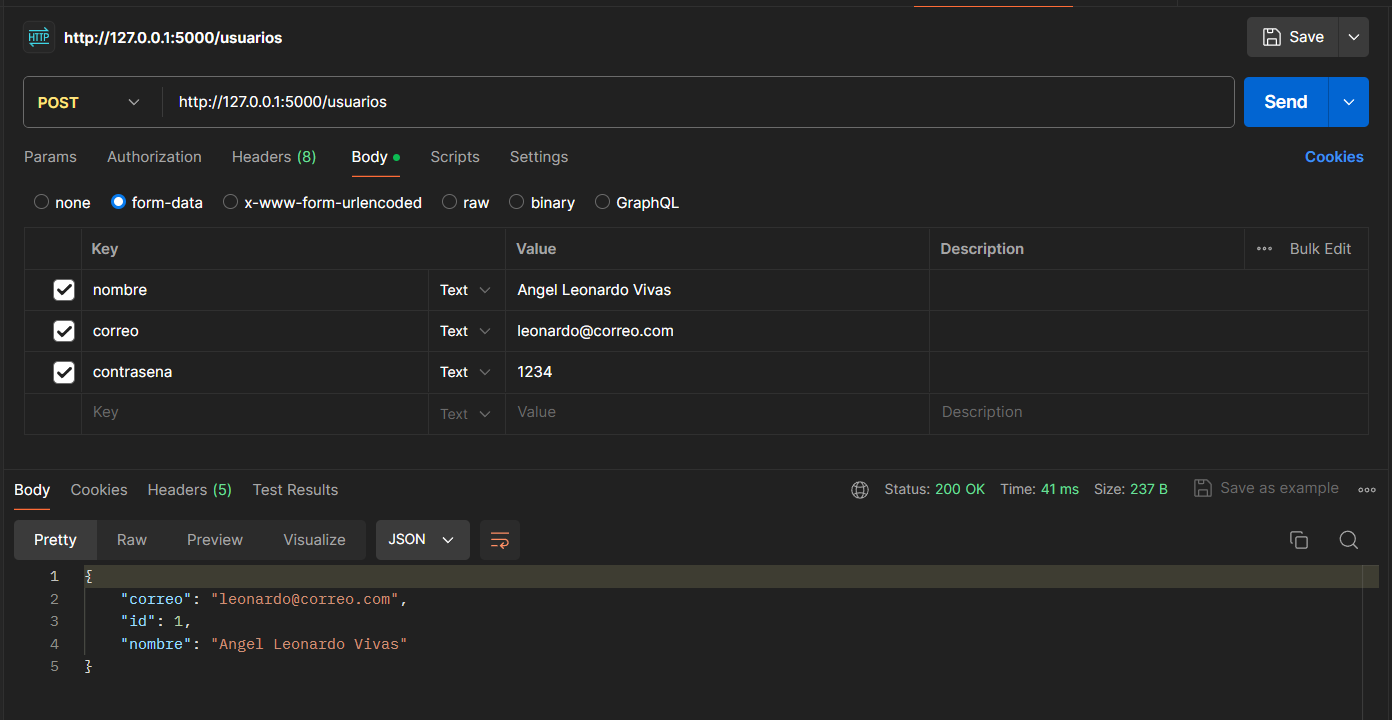 HTTP http://127.0.0.1:5000/usuarios Save
POST http://127.0.0.1:5000/usuarios Send
Params Authorization Headers (8) Body Scripts Settings Cookies
none form-data x-www-form-urlencoded raw binary GraphQL
Key Value Description Bulk Edit
nombre Text Angel Leonardo Vivas
correo Text leonardo@correo.com
contrasena Text 1234
Key Text Value Description
Body Cookies Headers (5) Test Results Status: 200 OK Time: 41 ms Size: 237 B Save as example
Pretty Raw Preview Visualize JSON
1 {
2 "correo": "leonardo@correo.com",
3 "id": 1,
4 "nombre": "Angel Leonardo Vivas"
5 }